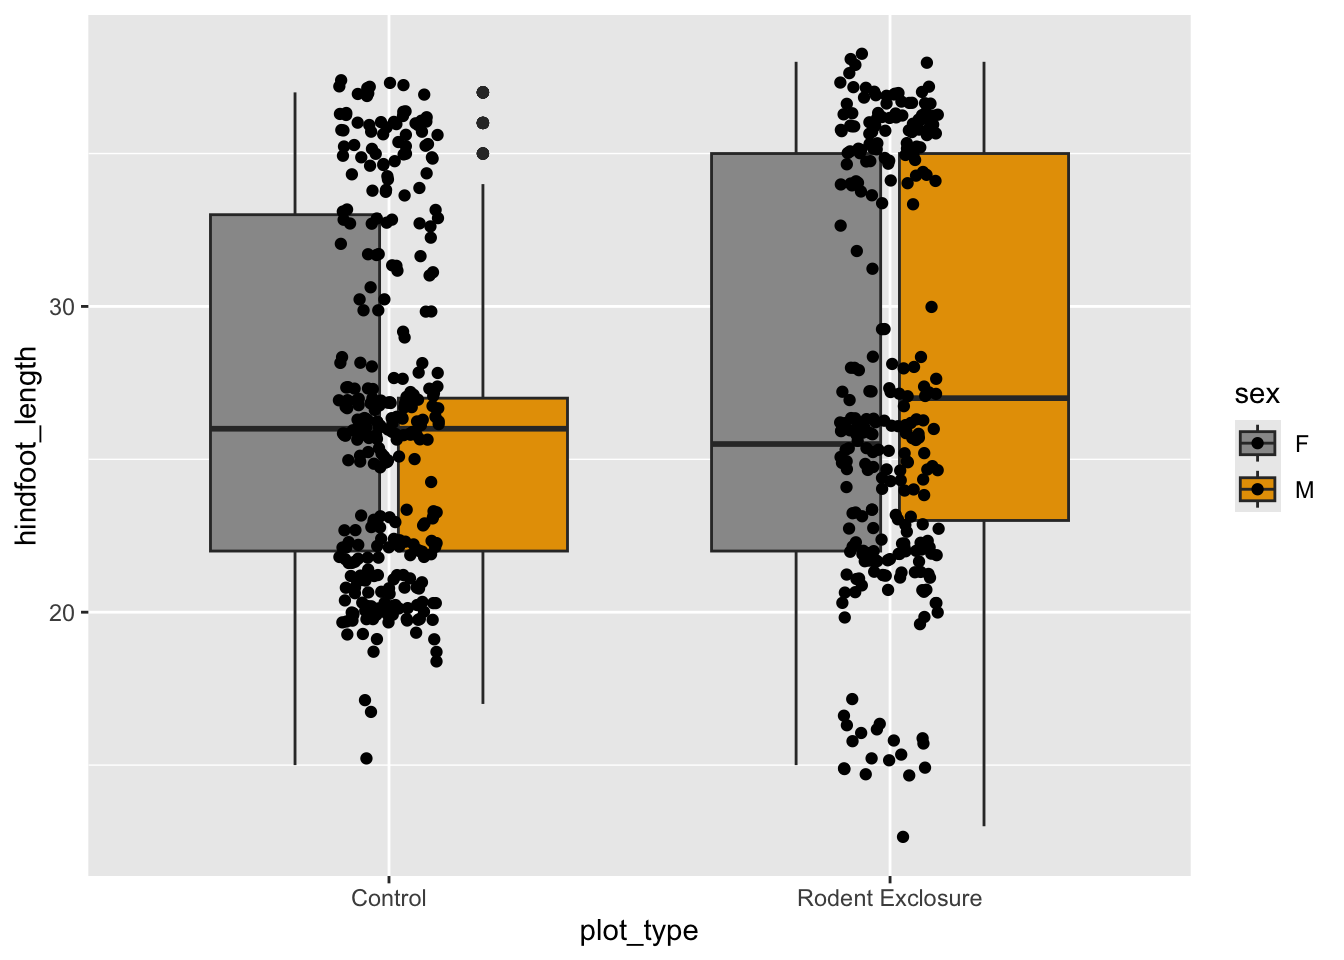 hindfoot_length
30
20
Control
Rodent Exclosure
plot_type
sex
F
M